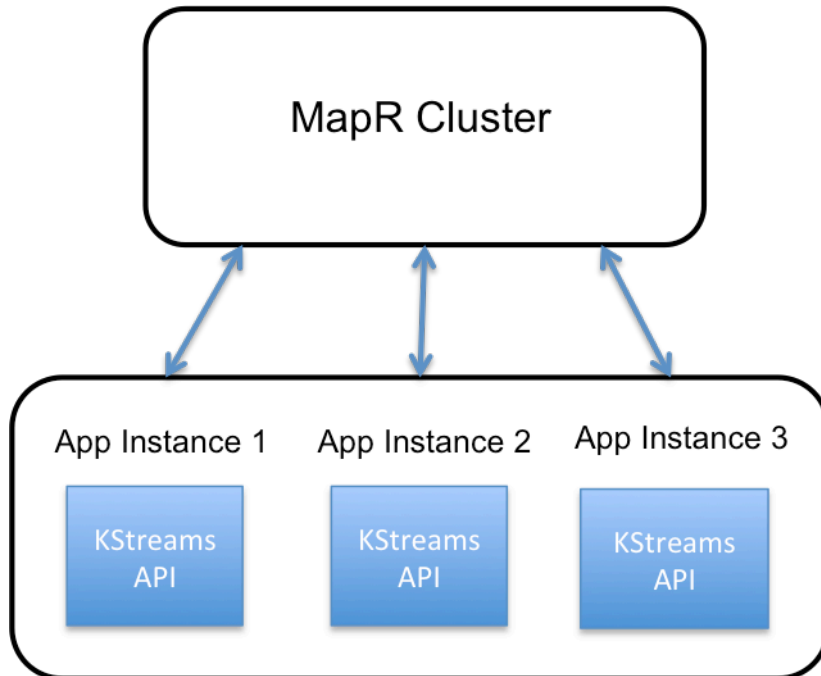 MapR Cluster
App Instance 1
App Instance 2
App Instance 3
KStreams
API
KStreams
API
KStreams
API